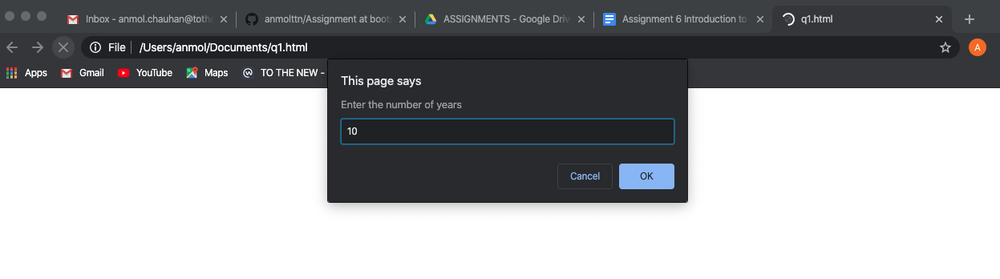 Inbox - anmol.chauhan@tothe
anmolttn/Assignment at boots
ASSIGNMENTS - Google Driv
Assignment 6 Introduction to
q1.html
File /Users/anmol/Documents/q1.html
A
Apps Gmail YouTube Maps TO THE NEW -
This page says
Enter the number of years
10
Cancel OK